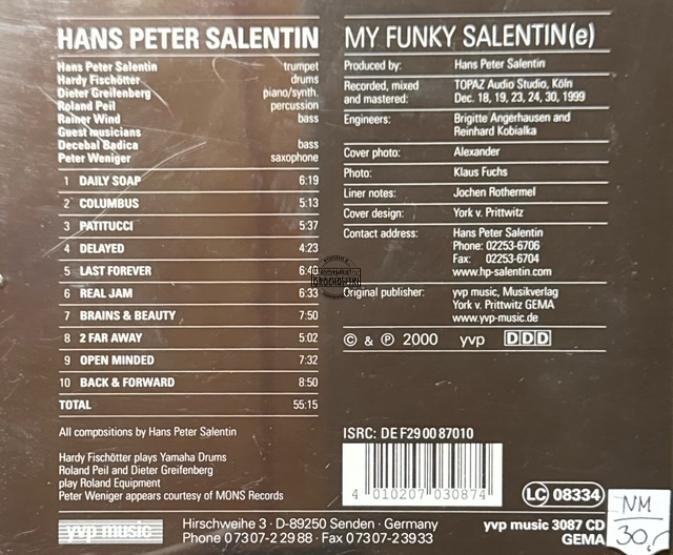 HANS PETER SALENTIN
Hans Peter Salentin trumpet
Hardy Fischötter drums
Dieter Greifenberg piano/synth.
Roland Peil percussion
Rainer Wind bass
Guest musicians
Decebal Badica bass
Peter Weniger saxophone
1 DAILY SOAP 6:19
2 COLUMBUS 5:13
3 PATITUCCI 5:37
4 DELAYED 4:23
5 LAST FOREVER 6:40
6 REAL JAM 6:33
7 BRAINS & BEAUTY 7:50
8 2 FAR AWAY 5:02
9 OPEN MINDED 7:32
10 BACK & FORWARD 8:50
TOTAL 55:15
All compositions by Hans Peter Salentin
Hardy Fischötter plays Yamaha Drums
Roland Peil and Dieter Greifenberg
play Roland Equipment
Peter Weniger appears courtesy of MONS Records
MY FUNKY SALENTIN(e)
Produced by: Hans Peter Salentin
Recorded, mixed TOPAZ Audio Studio, Köln
and mastered: Dec. 18, 19, 23, 24, 30, 1999
Engineers: Brigitte Angerhausen and
Reinhard Kobialka
Cover photo: Alexander
Photo: Klaus Fuchs
Liner notes: Jochen Rothermel
Cover design: York v. Prittwitz
Contact address: Hans Peter Salentin
Phone: 02253-6706
Fax: 02253-6704
www.hp-salentin.com
Original publisher: yvp music, Musikverlag
York v. Prittwitz GEMA
www.yvp-music.de
© & ℗ 2000 yvp DDD
ISRC: DE F29 00 87010
4 010207 030874
LC 08334
yvp music
Hirschweihe 3 · D-89250 Senden · Germany
Phone 07307-2 29 88 · Fax 07307-23933
yvp music 3087 CD
GEMA
NM
30,-